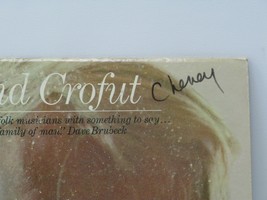 nd Crofut Cheney
folk musicians with something to say...
family of man." Dave Brubeck